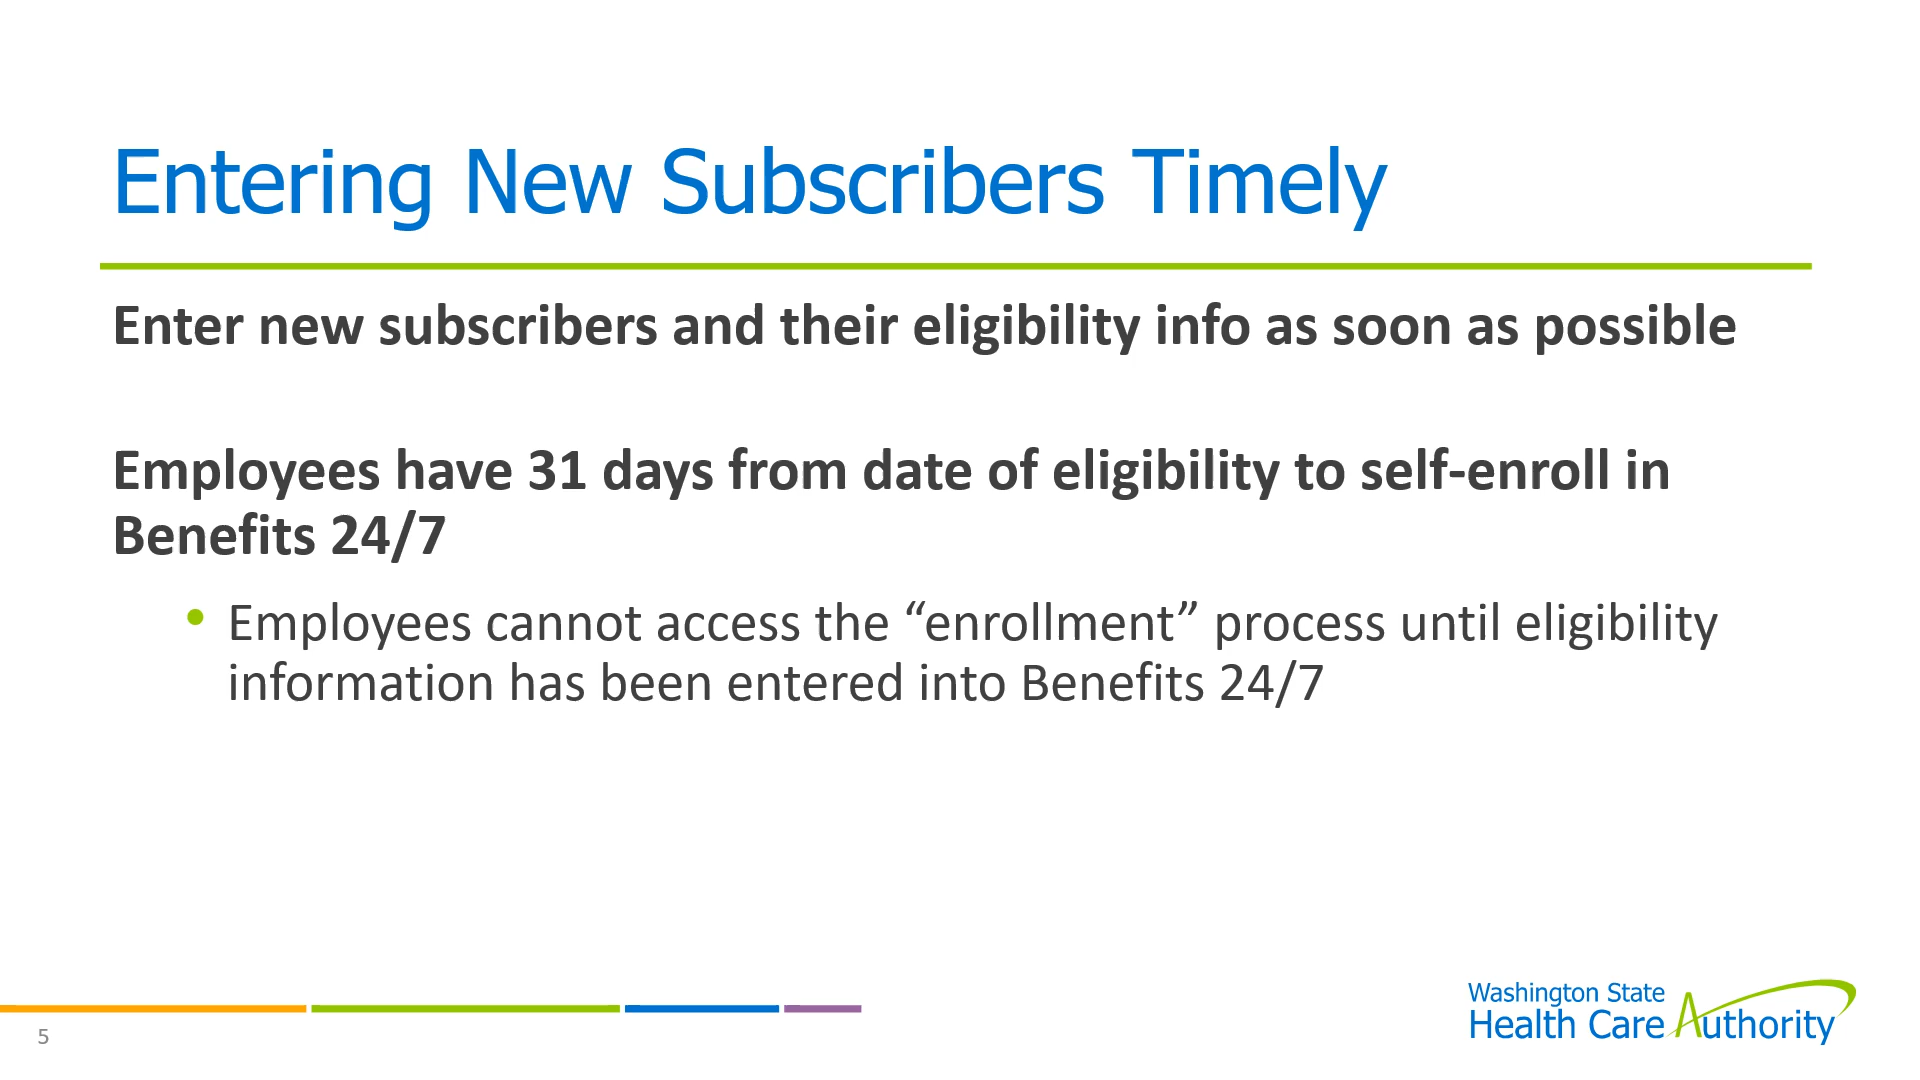 Entering New Subscribers Timely
Enter new subscribers and their eligibility info as soon as possible
Employees have 31 days from date of eligibility to self-enroll in
Benefits 24/7
• Employees cannot access the “enrollment” process until eligibility
information has been entered into Benefits 24/7
5
Washington State
Health Care Authority